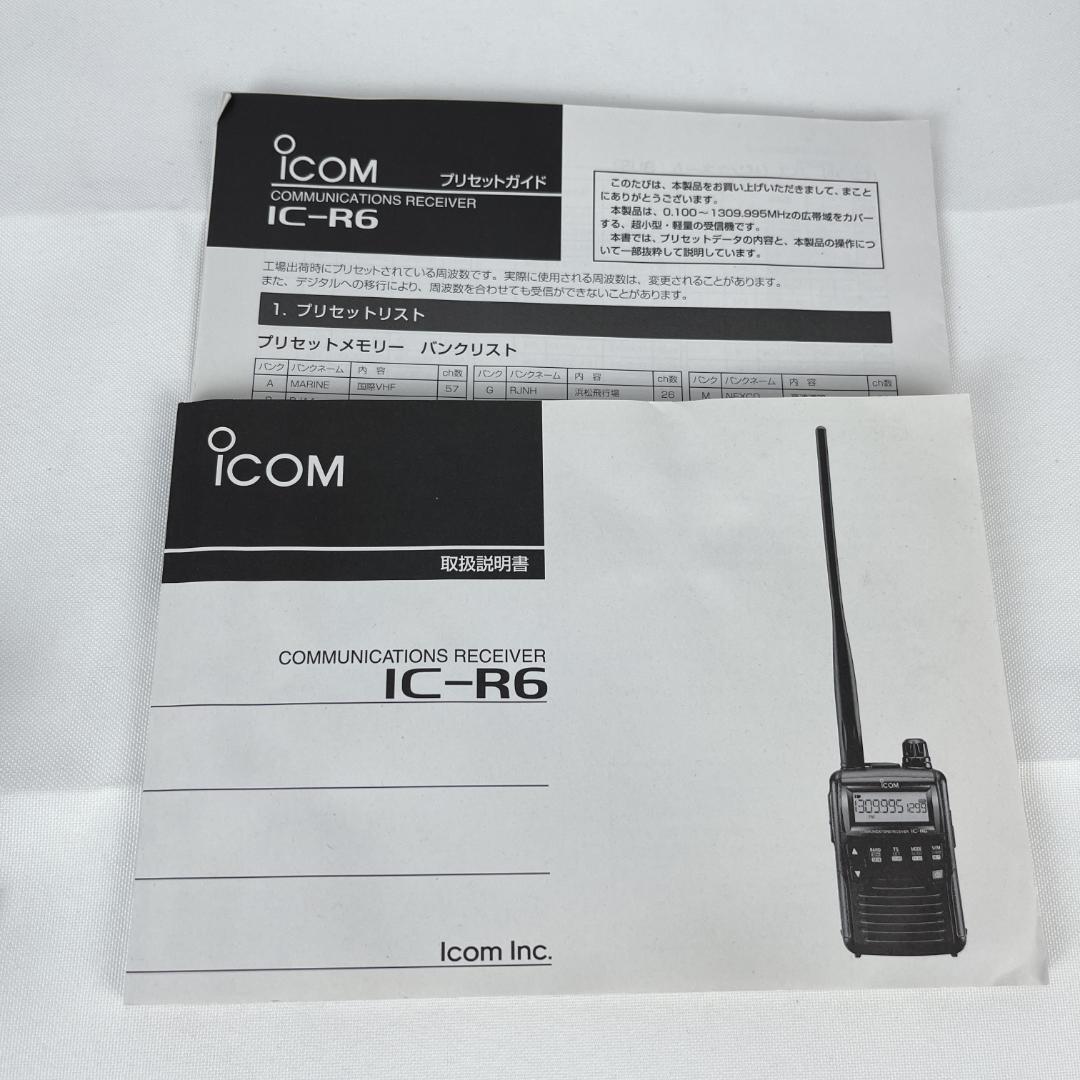 ICOM
プリセットガイド
COMMUNICATIONS RECEIVER
IC-R6
このたびは、本製品をお買い上げいただきまして、まこと
にありがとうございます。
本製品は、0.100～1309.995MHzの広帯域をカバー
する、超小型・軽量の受信機です。
本書では、プリセットデータの内容と、本製品の操作につ
いて一部抜粋して説明しています。
工場出荷時にプリセットされている周波数です。実際に使用される周波数は、変更されることがあります。
また、デジタルへの移行により、周波数を合わせても受信ができないことがあります。
1. プリセットリスト
プリセットメモリー バンクリスト
バンク バンクネーム 内 容 ch数 バンク バンクネーム 内 容 ch数 バンク バンクネーム 内 容 ch数
A MARINE 国際VHF 57 G RJNH 浜松飛行場 26 M NEXCO
ICOM
取扱説明書
COMMUNICATIONS RECEIVER
IC-R6
Icom Inc.
ICOM
1309995 1299
COMMUNICATIONS RECEIVER IC-R6
BAND TS MODE V/M